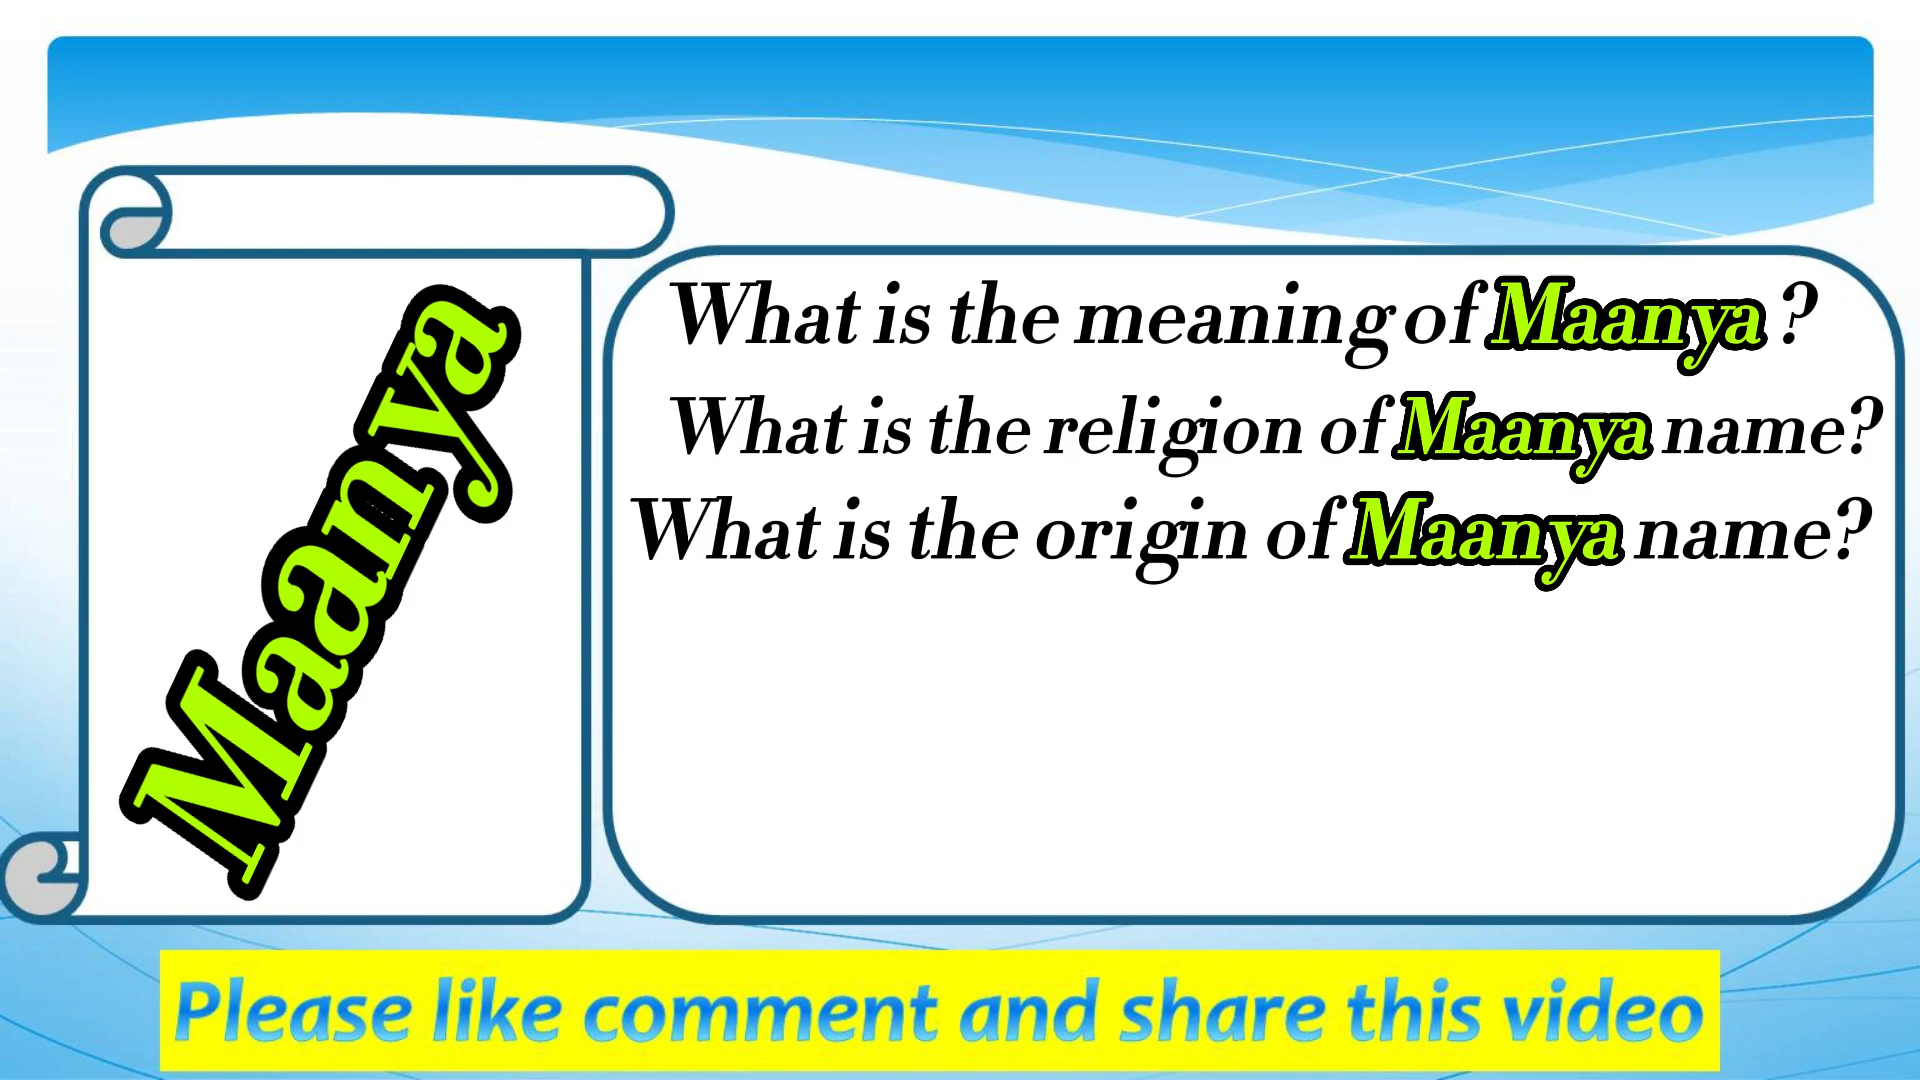 Maanya
What is the meaning of Maanya ?
What is the religion of Maanya name?
What is the origin of Maanya name?
Please like comment and share this video